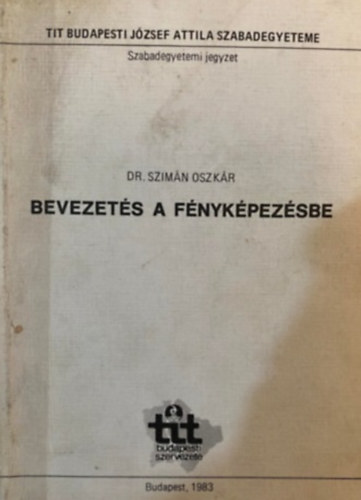 TIT BUDAPESTI JÓZSEF ATTILA SZABADEGYETEME
Szabadegyetemi jegyzet
DR. SZIMÁN OSZKÁR
BEVEZETÉS A FÉNYKÉPEZÉSBE
tit
budapesti
szervezete
Budapest, 1983